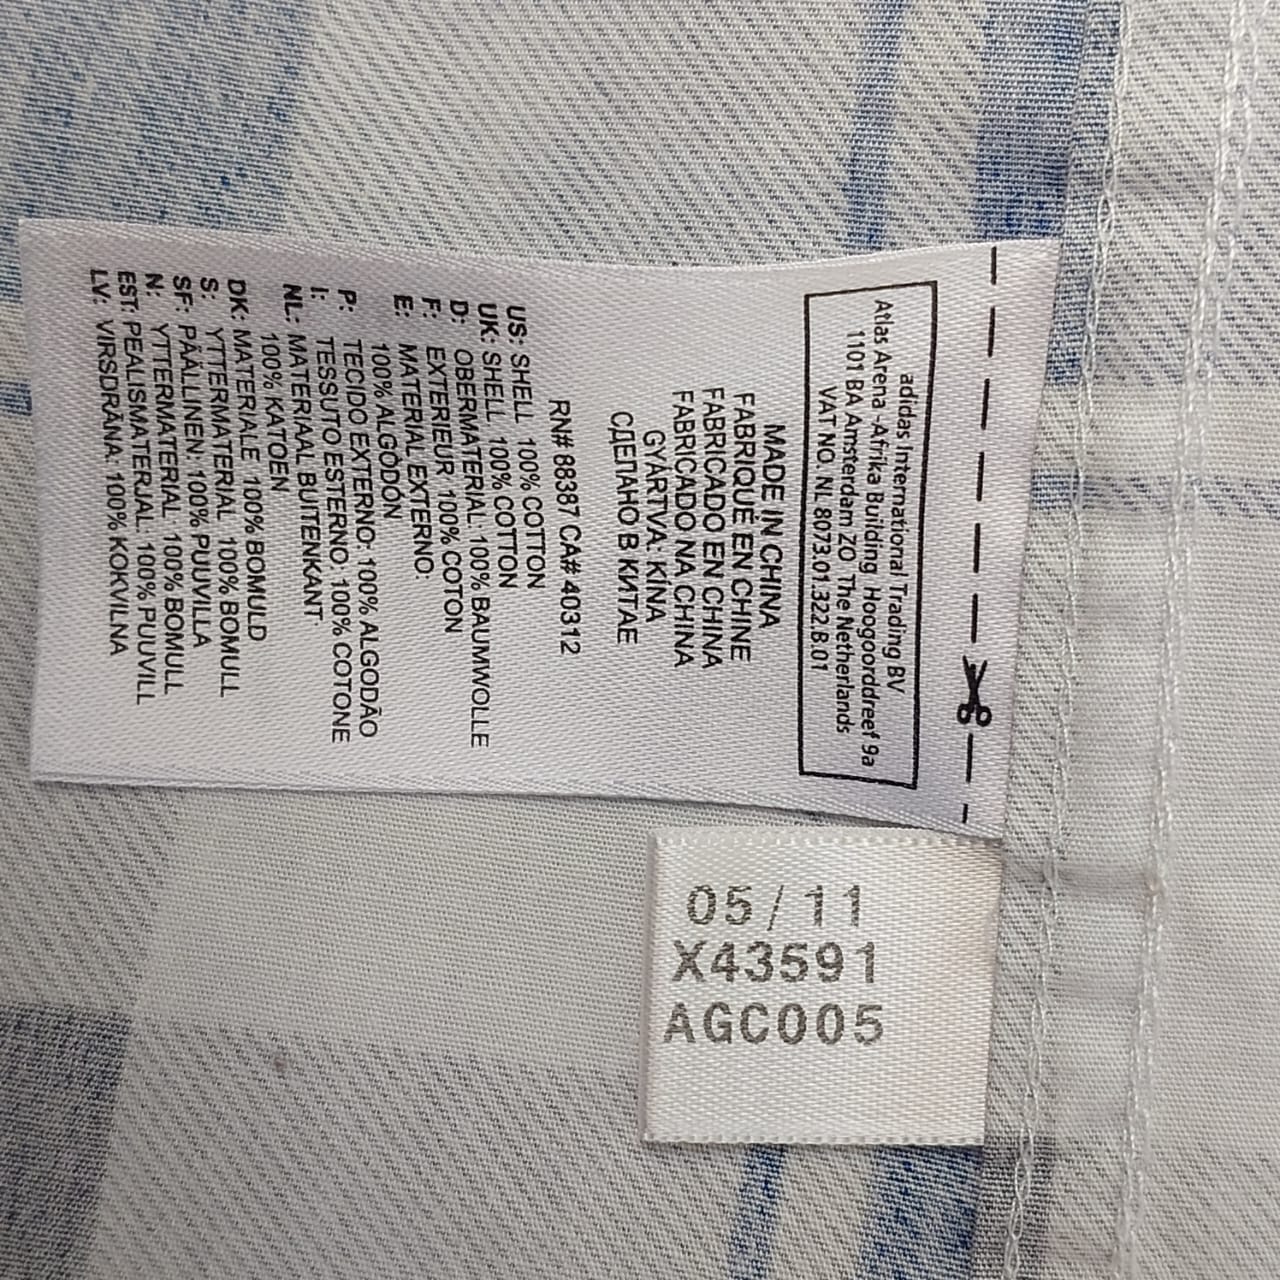 adidas International Trading BV
Atlas Arena -Afrika Building Hoogoorddreef 9a
1101 BA Amsterdam ZO The Netherlands
VAT NO. NL 8073.01.322.B.01
MADE IN CHINA
FABRIQUÉ EN CHINE
FABRICADO EN CHINA
FABRICADO NA CHINA
GYÁRTVA: KÍNA
СДЕПАНО В КИТАЕ
RN# 88387 CA# 40312
US: SHELL 100% COTTON
UK: SHELL 100% COTTON
D: OBERMATERIAL: 100% BAUMWOLLE
F: EXTERIEUR: 100% COTON
E: MATERIAL EXTERNO:
100% ALGODÓN
P: TECIDO EXTERNO: 100% ALGODÃO
I: TESSUTO ESTERNO. 100% COTONE
NL: MATERIAAL BUITENKANT
100% KATOEN
DK: MATERIALE 100% BOMULD
S: YTTERMATERIAL 100% BOMULL
SF: PÄÄLLINEN: 100% PUUVILLA
N: YTTERMATERIAL: 100% BOMULL
EST: PEALISMATERJAL. 100% PUUVILL
LV: VIRSDRĀNA. 100% KOKVILNA
05/11
X43591
AGC005